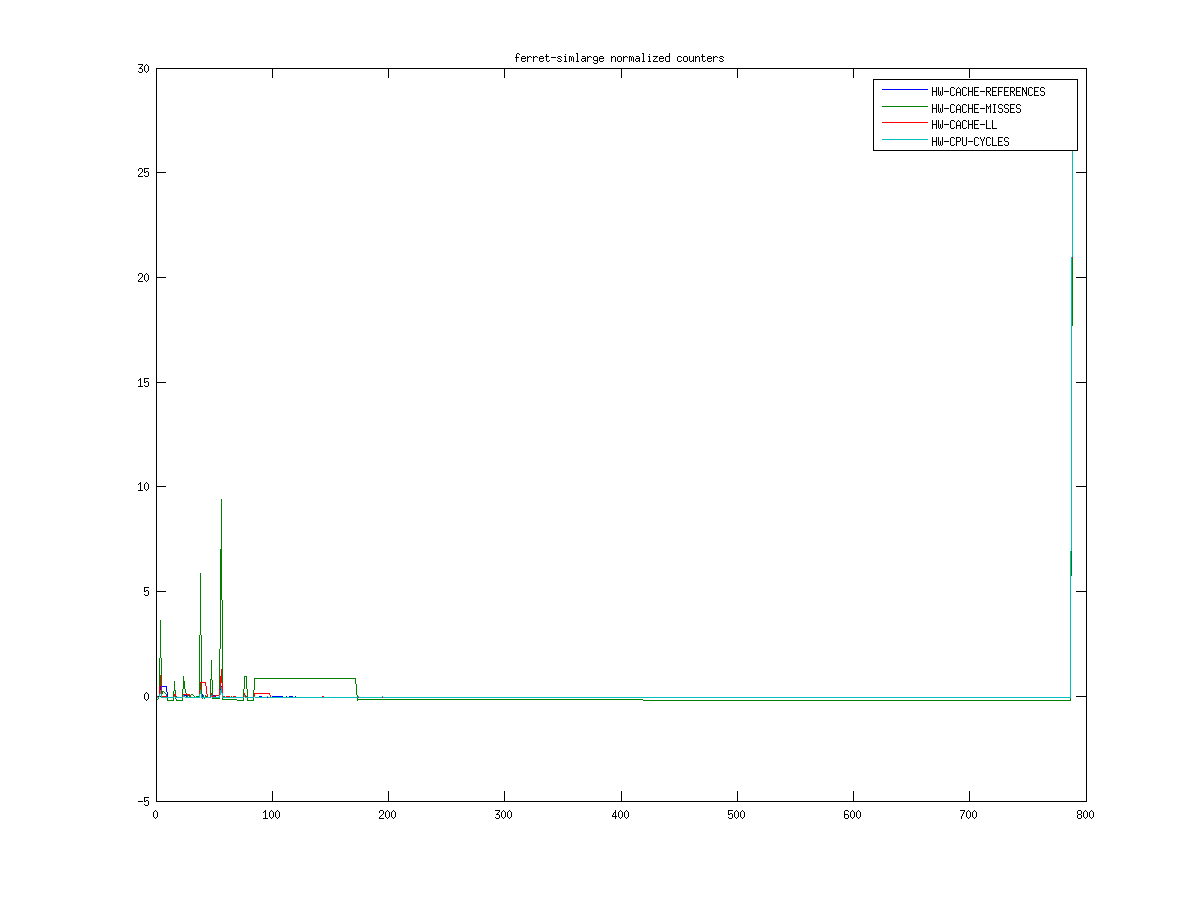 ferret-simlarge normalized counters
30
HW-CACHE-REFERENCES
HW-CACHE-MISSES
HW-CACHE-LL
HW-CPU-CYCLES
25
20
15
10
5
0
-5
0 100 200 300 400 500 600 700 800